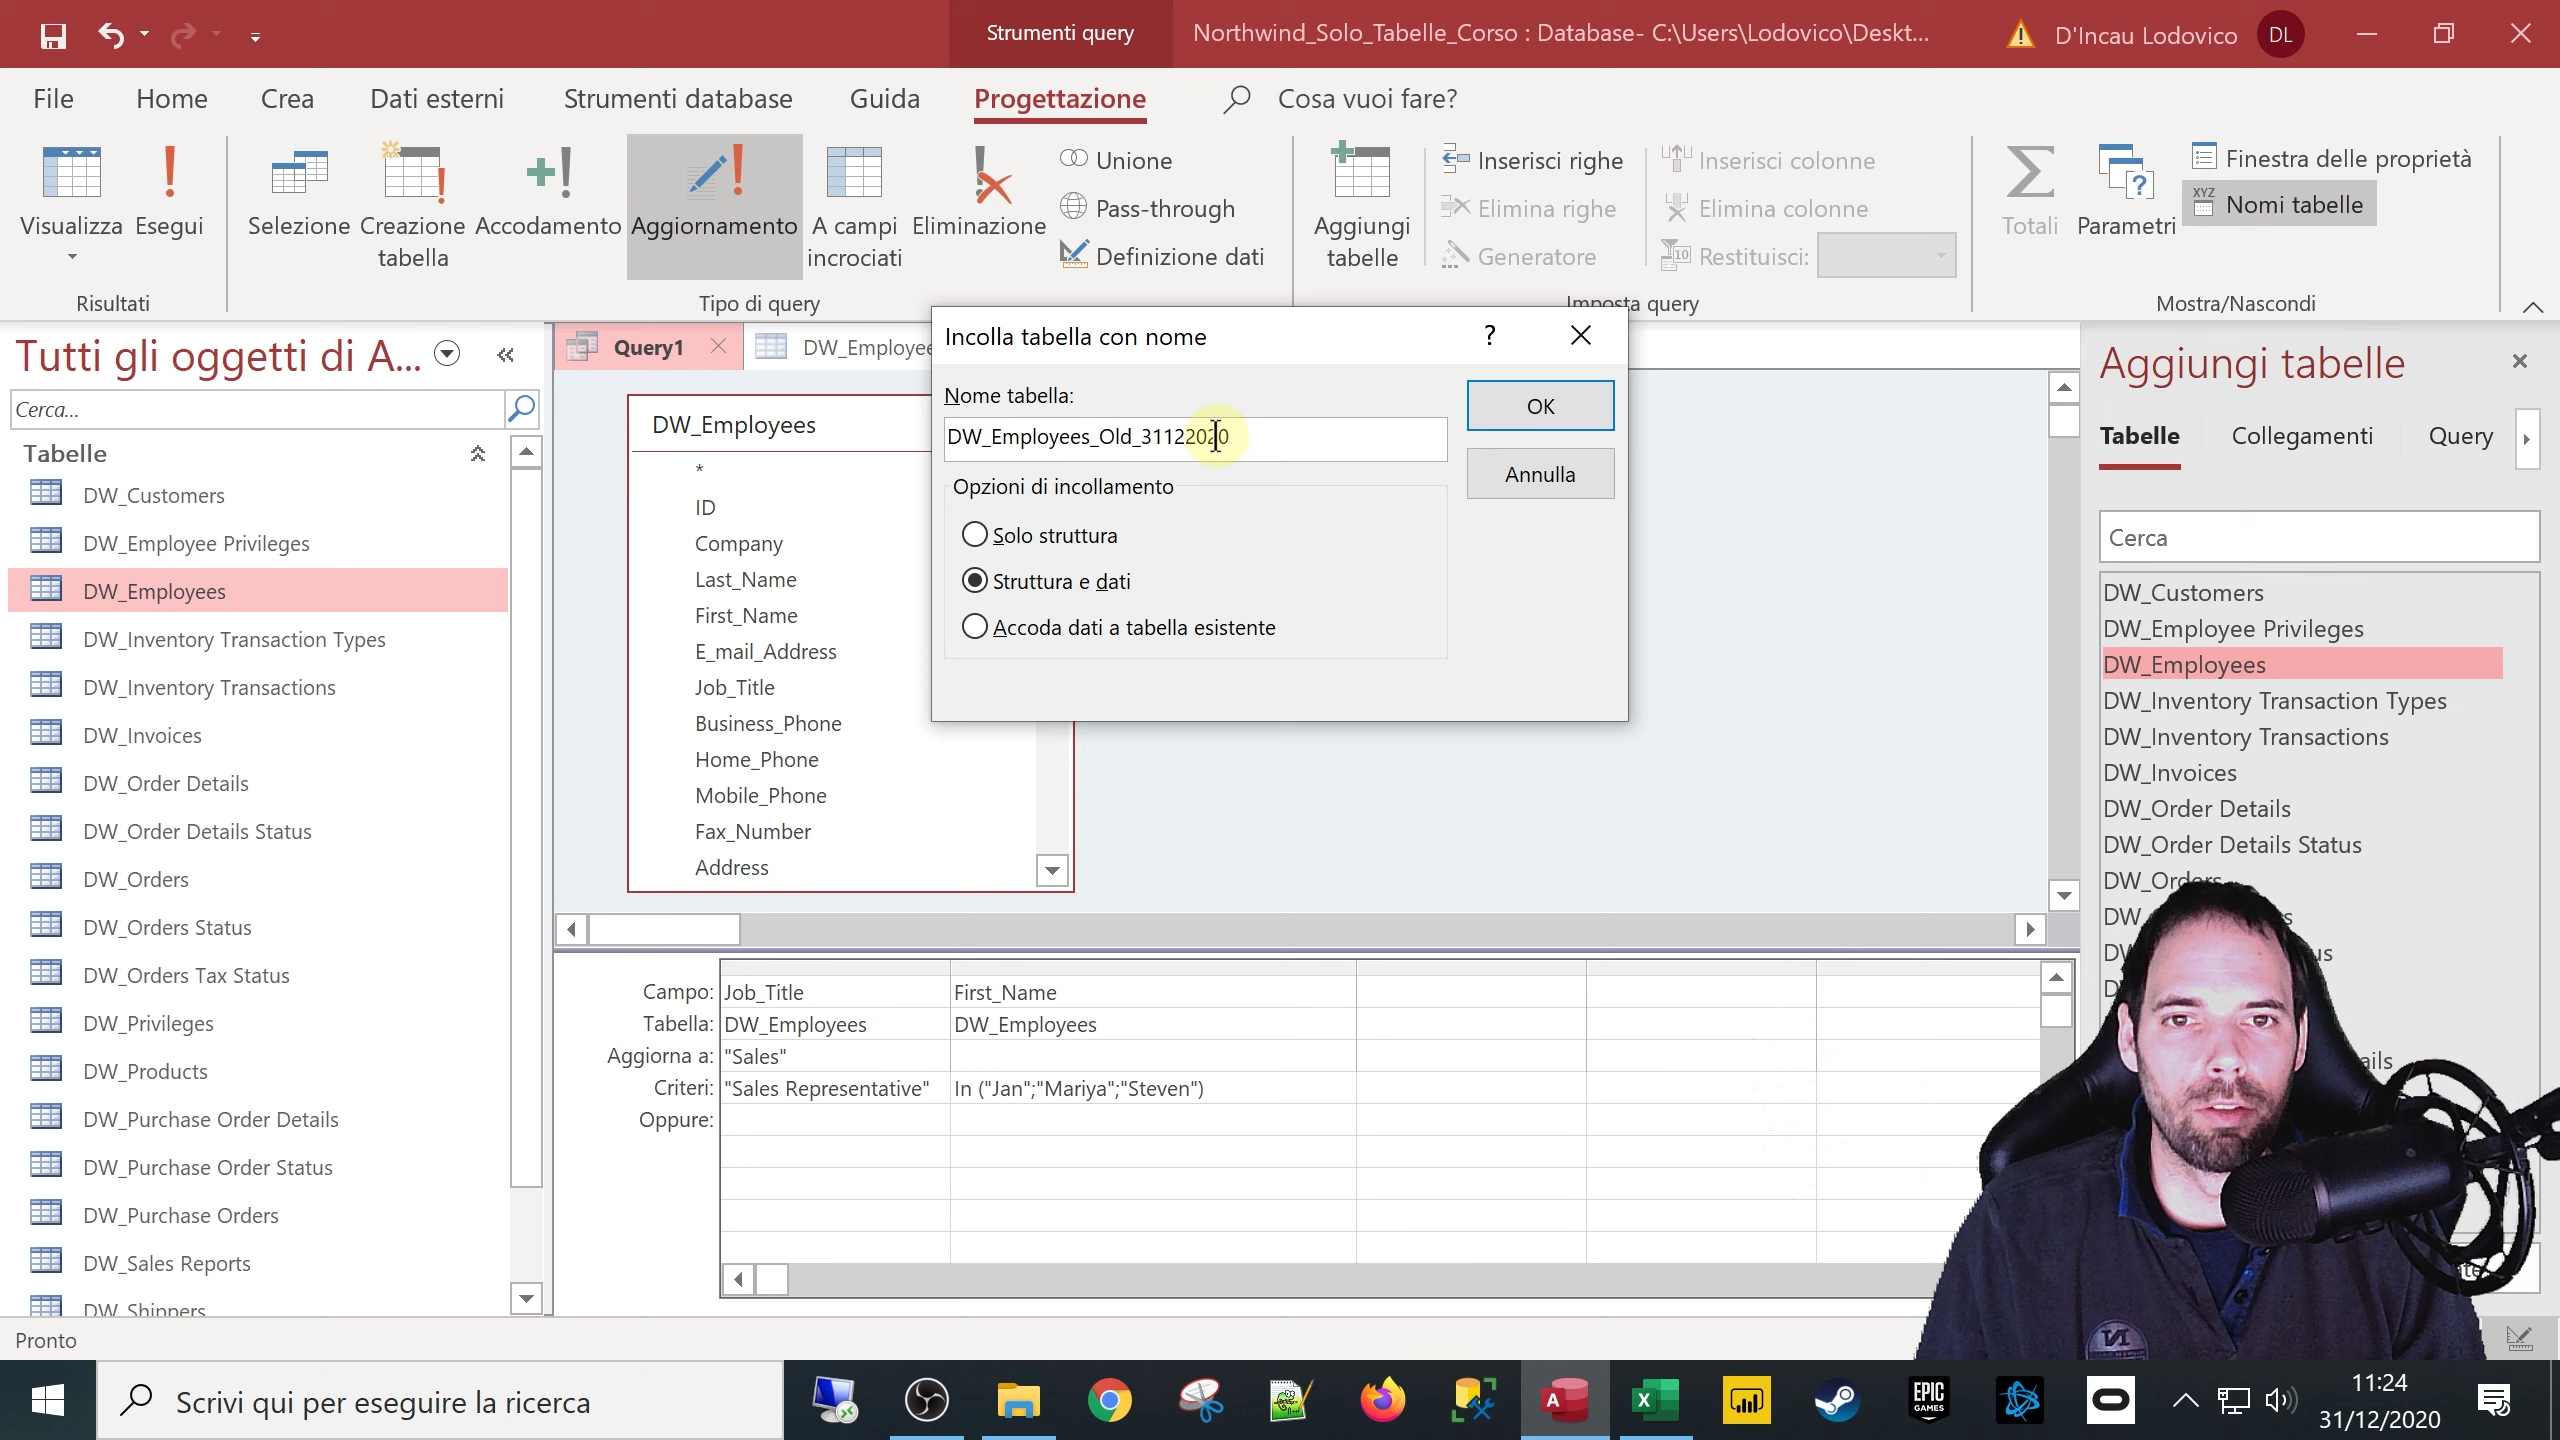 Strumenti query
Northwind_Solo_Tabelle_Corso : Database- C:\Users\Lodovico\Deskt...
D'Incau Lodovico
DL
File
Home
Crea
Dati esterni
Strumenti database
Guida
Progettazione
Cosa vuoi fare?
Visualizza
Esegui
Risultati
Selezione
Creazione
tabella
Accodamento
Aggiornamento
A campi
incrociati
Eliminazione
Unione
Pass-through
Definizione dati
Tipo di query
Aggiungi
tabelle
Inserisci righe
Elimina righe
Generatore
Inserisci colonne
Elimina colonne
Restituisci:
Imposta query
Totali
Parametri
Finestra delle proprietà
Nomi tabelle
Mostra/Nascondi
Tutti gli oggetti di A...
Cerca...
Tabelle
DW_Customers
DW_Employee Privileges
DW_Employees
DW_Inventory Transaction Types
DW_Inventory Transactions
DW_Invoices
DW_Order Details
DW_Order Details Status
DW_Orders
DW_Orders Status
DW_Orders Tax Status
DW_Privileges
DW_Products
DW_Purchase Order Details
DW_Purchase Order Status
DW_Purchase Orders
DW_Sales Reports
DW_Shippers
Query1
DW_Employee
DW_Employees
*
ID
Company
Last_Name
First_Name
E_mail_Address
Job_Title
Business_Phone
Home_Phone
Mobile_Phone
Fax_Number
Address
Incolla tabella con nome
?
Nome tabella:
DW_Employees_Old_31122020
Opzioni di incollamento
Solo struttura
Struttura e dati
Accoda dati a tabella esistente
OK
Annulla
Campo: Job_Title First_Name
Tabella: DW_Employees DW_Employees
Aggiorna a: "Sales"
Criteri: "Sales Representative" In ("Jan";"Mariya";"Steven")
Oppure:
Aggiungi tabelle
Tabelle
Collegamenti
Query
Cerca
DW_Customers
DW_Employee Privileges
DW_Employees
DW_Inventory Transaction Types
DW_Inventory Transactions
DW_Invoices
DW_Order Details
DW_Order Details Status
DW_Orders
Pronto
Scrivi qui per eseguire la ricerca
EPIC
GAMES
11:24
31/12/2020